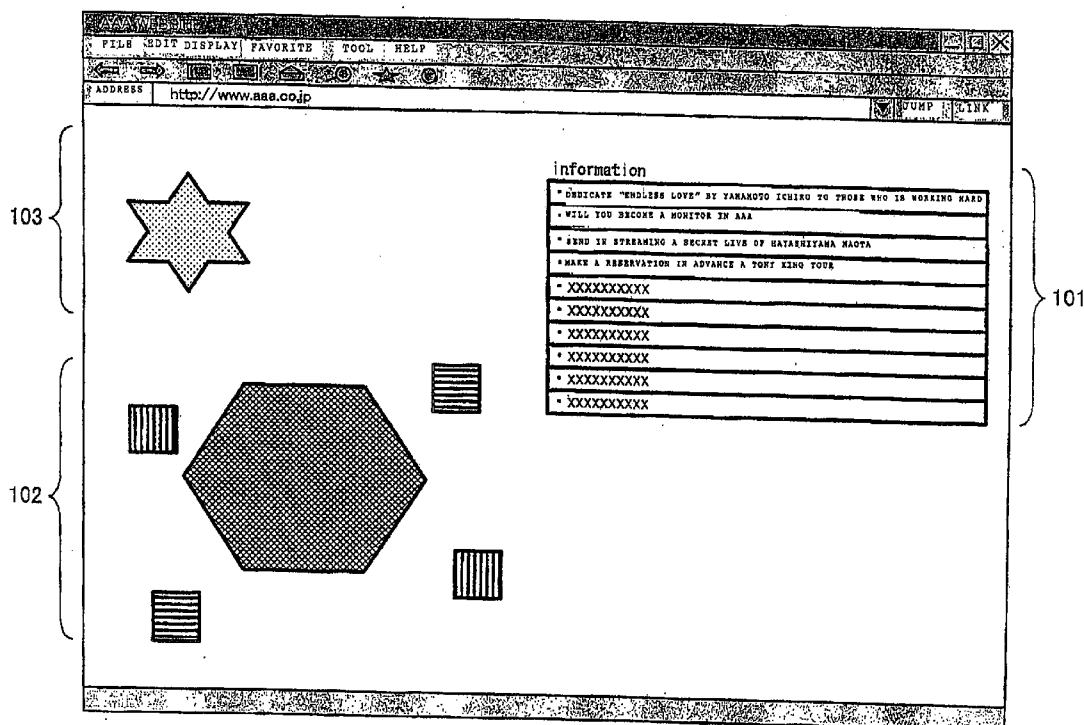 AAA WEBSITE
FILE EDIT DISPLAY FAVORITE TOOL HELP
ADDRESS http://www.aaa.co.jp JUMP LINK
103
information
• DEDICATE "ENDLESS LOVE" BY YAMAMOTO ICHIRO TO THOSE WHO IS WORKING HARD
• WILL YOU BECOME A MONITOR IN AAA
• SEND IN STREAMING A SECRET LIVE OF HAYASHIYAMA NAOTA
• MAKE A RESERVATION IN ADVANCE A TONY KING TOUR
• XXXXXXXXXX
• XXXXXXXXXX
• XXXXXXXXXX
• XXXXXXXXXX
• XXXXXXXXXX
• XXXXXXXXXX
101
102